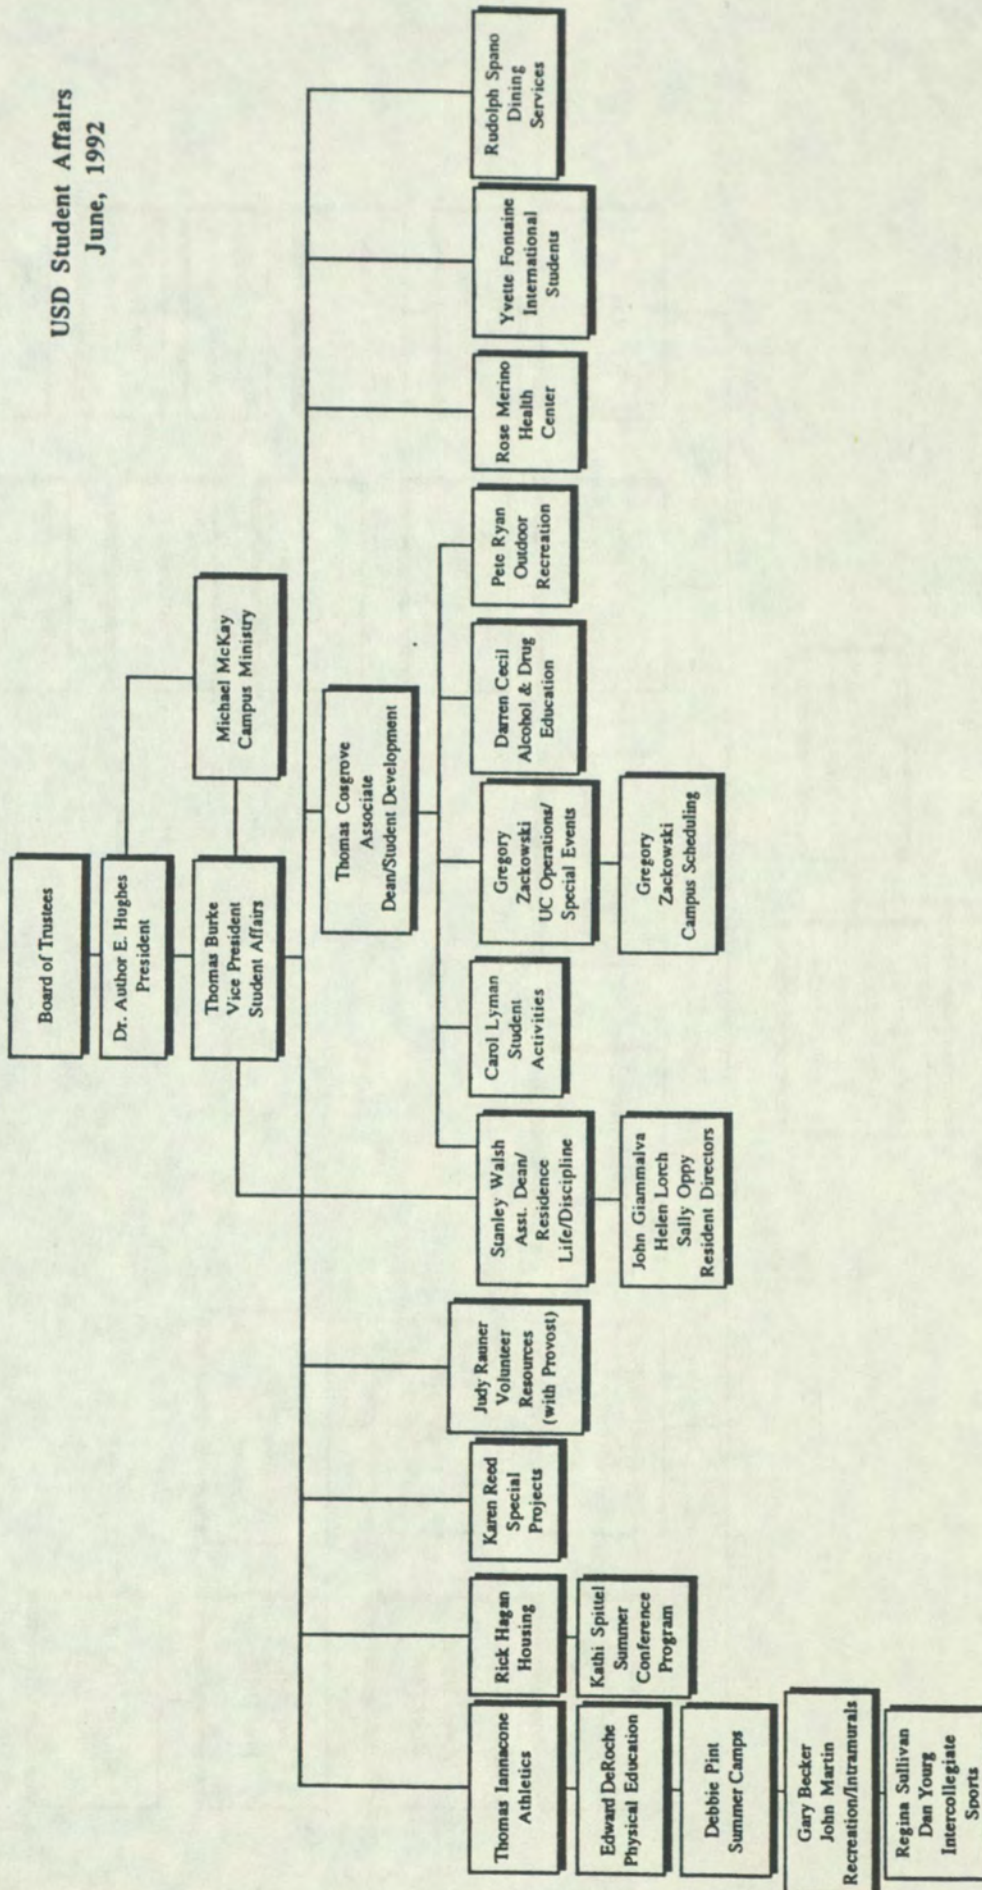 USD Student Affairs
June, 1992
Board of Trustees
Dr. Author E. Hughes
President
Thomas Burke
Vice President
Student Affairs
Michael McKay
Campus Ministry
Thomas Cosgrove
Associate
Dean/Student Development
Thomas Iannacone
Athletics
Edward DeRoche
Physical Education
Debbie Pint
Summer Camps
Gary Becker
John Martin
Recreation/Intramurals
Regina Sullivan
Dan Yourg
Intercollegiate
Sports
Rick Hagan
Housing
Kathi Spittel
Summer
Conference
Program
Karen Reed
Special
Projects
Judy Rauner
Volunteer
Resources
(with Provost)
Stanley Walsh
Asst. Dean/
Residence
Life/Discipline
John Giammalva
Helen Lorch
Sally Oppy
Resident Directors
Carol Lyman
Student
Activities
Gregory
Zackowski
UC Operations/
Special Events
Gregory
Zackowski
Campus Scheduling
Darren Cecil
Alcohol & Drug
Education
Pete Ryan
Outdoor
Recreation
Rose Merino
Health
Center
Yvette Fontaine
International
Students
Rudolph Spano
Dining
Services